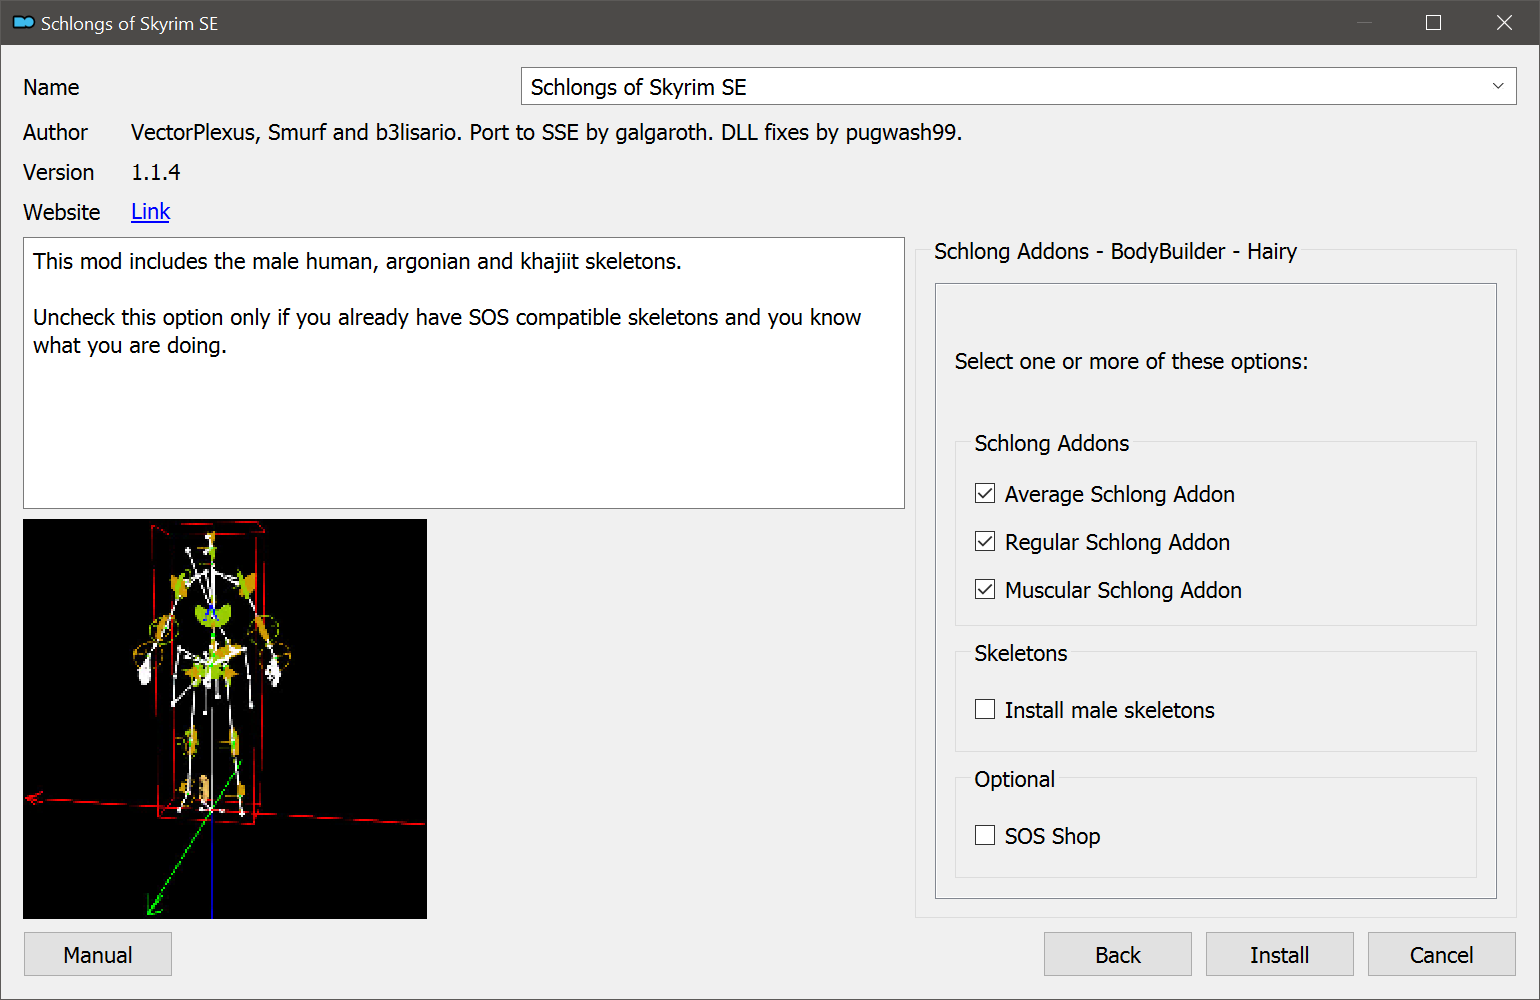 Schlongs of Skyrim SE
Name
Schlongs of Skyrim SE
Author
VectorPlexus, Smurf and b3lisario. Port to SSE by galgaroth. DLL fixes by pugwash99.
Version
1.1.4
Website
Link
This mod includes the male human, argonian and khajiit skeletons.
Uncheck this option only if you already have SOS compatible skeletons and you know
what you are doing.
Schlong Addons - BodyBuilder - Hairy
Select one or more of these options:
Schlong Addons
Average Schlong Addon
Regular Schlong Addon
Muscular Schlong Addon
Skeletons
Install male skeletons
Optional
SOS Shop
Manual
Back
Install
Cancel